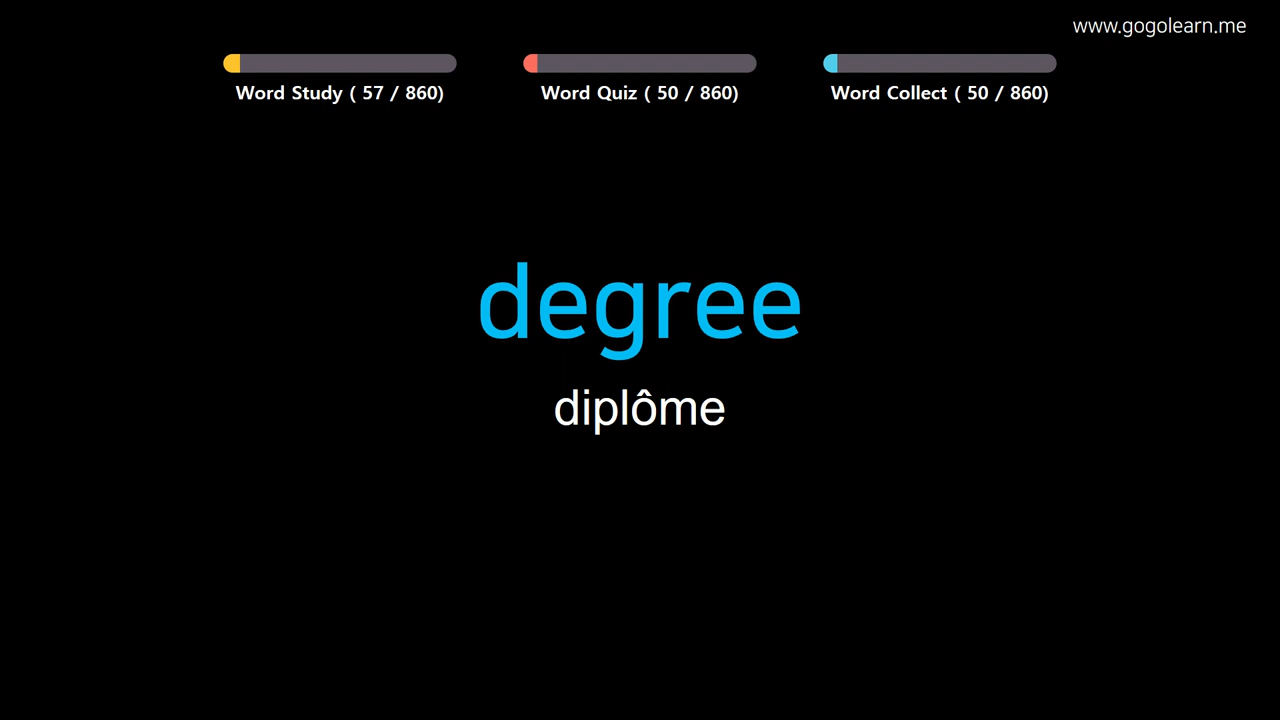 www.gogolearn.me
Word Study ( 57 / 860)
Word Quiz ( 50 / 860)
Word Collect ( 50 / 860)
degree
diplôme